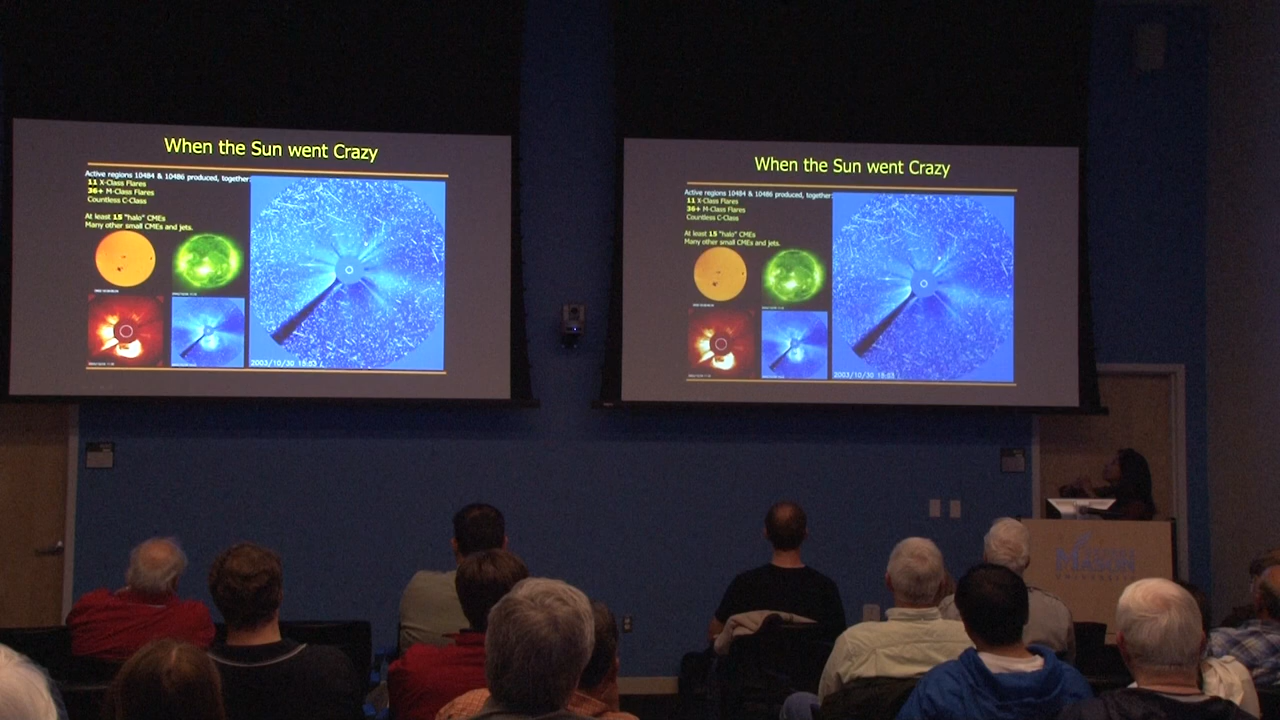 When the Sun went Crazy
Active regions 10484 & 10486 produced, together:
11 X-Class Flares
36+ M-Class Flares
Countless C-Class
At least 15 "halo" CMEs
Many other small CMEs and jets.
2003/10/30
When the Sun went Crazy
Active regions 10484 & 10486 produced, together:
11 X-Class Flares
36+ M-Class Flares
Countless C-Class
At least 15 "halo" CMEs
Many other small CMEs and jets.
2003/10/30
MASON
UNIVERSITY